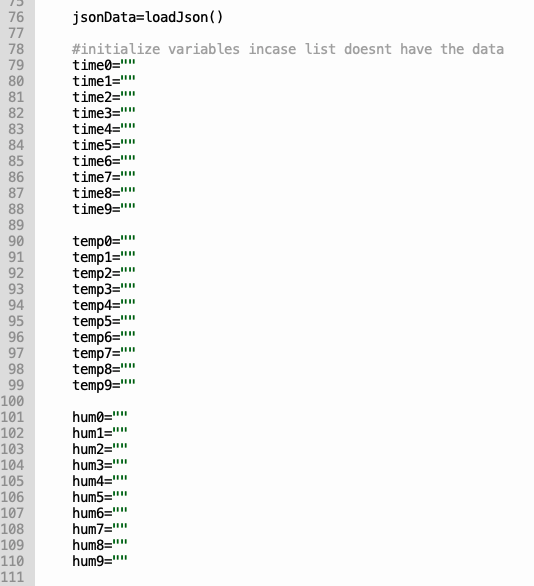 75
76 jsonData=loadJson()
77
78 #initialize variables incase list doesnt have the data
79 time0=""
80 time1=""
81 time2=""
82 time3=""
83 time4=""
84 time5=""
85 time6=""
86 time7=""
87 time8=""
88 time9=""
89
90 temp0=""
91 temp1=""
92 temp2=""
93 temp3=""
94 temp4=""
95 temp5=""
96 temp6=""
97 temp7=""
98 temp8=""
99 temp9=""
100
101 hum0=""
102 hum1=""
103 hum2=""
104 hum3=""
105 hum4=""
106 hum5=""
107 hum6=""
108 hum7=""
109 hum8=""
110 hum9=""
111